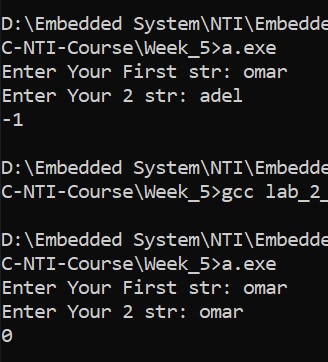 D:\Embedded System\NTI\Embedde
C-NTI-Course\Week_5>a.exe
Enter Your First str: omar
Enter Your 2 str: adel
-1
D:\Embedded System\NTI\Embedde
C-NTI-Course\Week_5>gcc lab_2_
D:\Embedded System\NTI\Embedde
C-NTI-Course\Week_5>a.exe
Enter Your First str: omar
Enter Your 2 str: omar
0